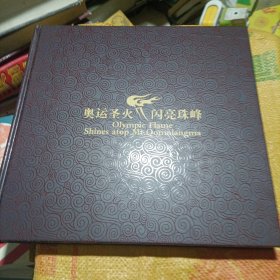 奥运圣火 闪亮珠峰
Olympic Flame
Shines atop Mt Qomolangma